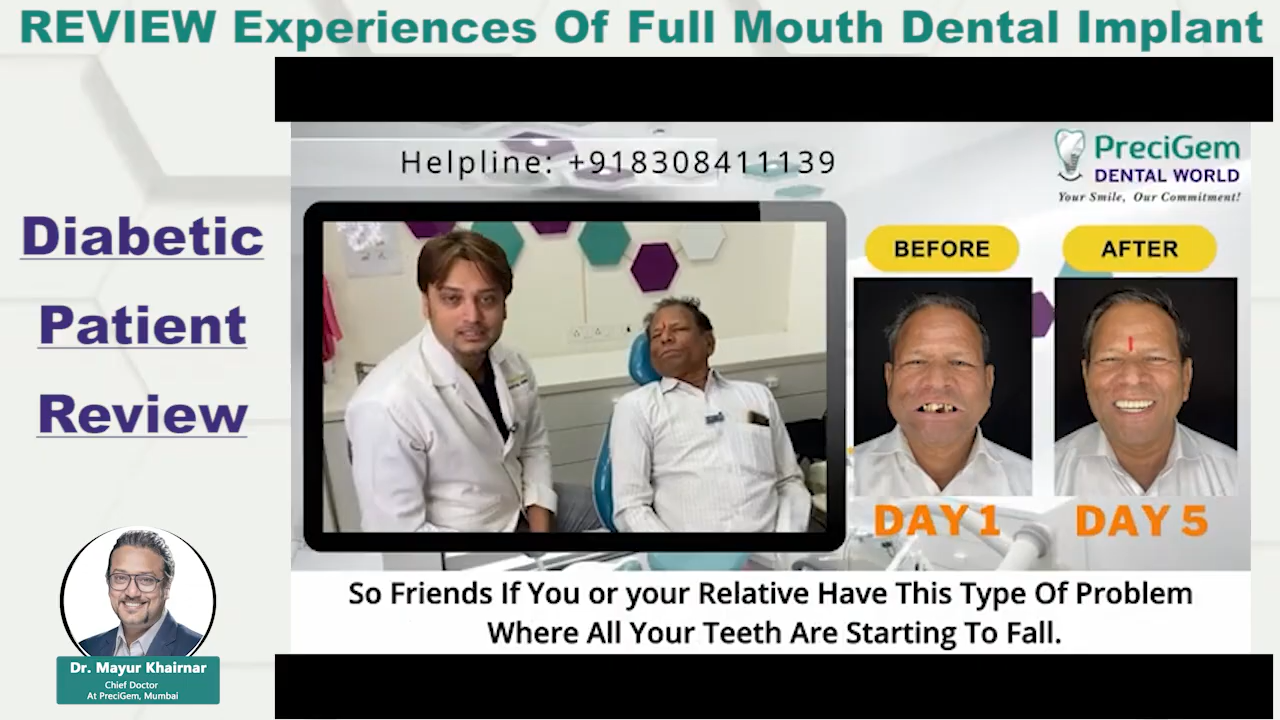 REVIEW Experiences Of Full Mouth Dental Implant
Helpline: +918308411139
PreciGem
DENTAL WORLD
Your Smile, Our Commitment!
Diabetic
Patient
Review
BEFORE
AFTER
DAY 1
DAY 5
So Friends If You or your Relative Have This Type Of Problem
Where All Your Teeth Are Starting To Fall.
Dr. Mayur Khairnar
Chief Doctor
At PreciGem, Mumbai